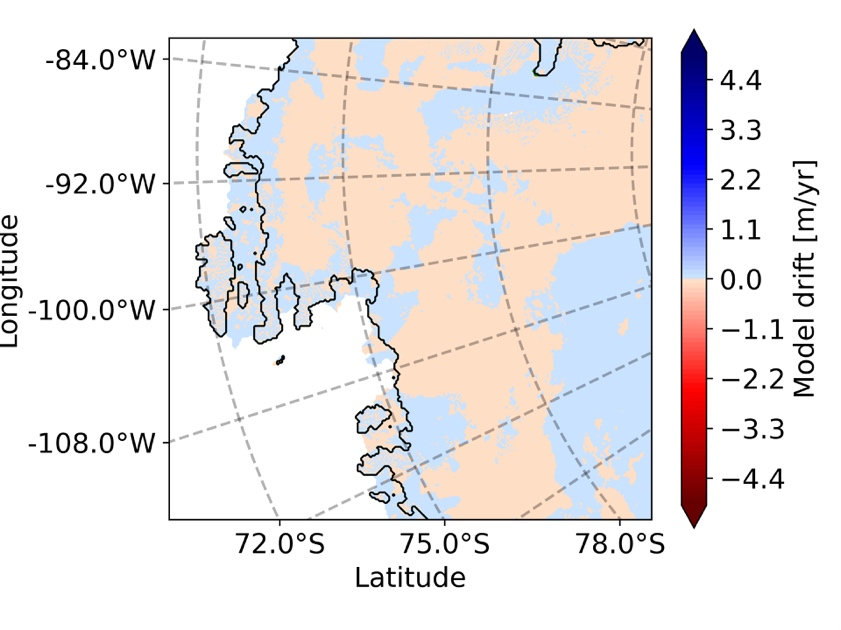 -84.0°W
-92.0°W
-100.0°W
-108.0°W
Longitude
72.0°S
75.0°S
78.0°S
Latitude
4.4
3.3
2.2
1.1
0.0
−1.1
−2.2
−3.3
−4.4
Model drift [m/yr]